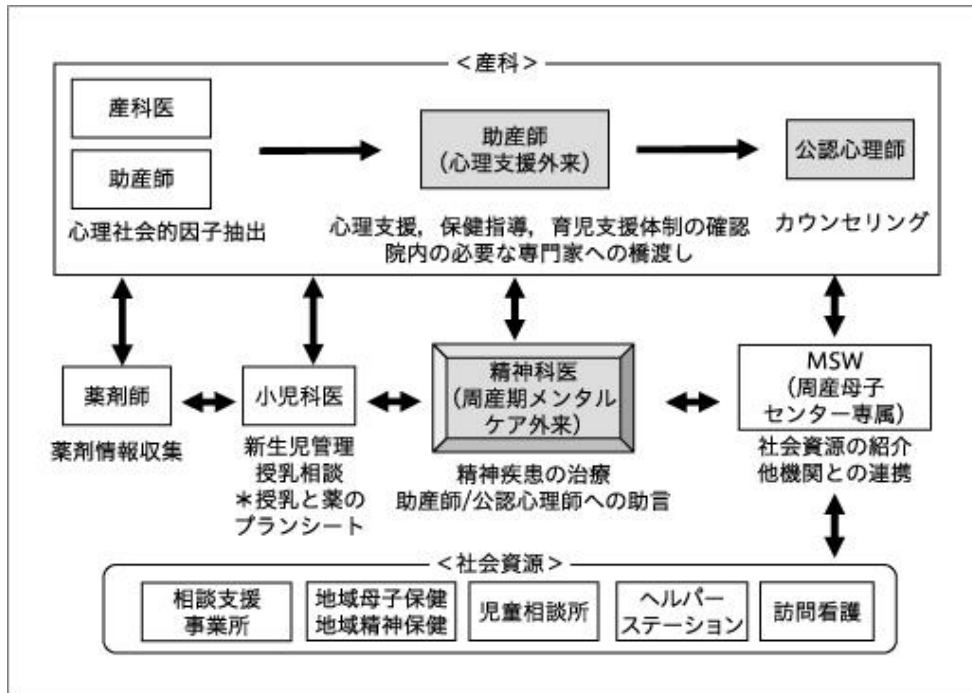 ＜産科＞
産科医
助産師
心理社会的因子抽出
助産師
（心理支援外来）
心理支援，保健指導，育児支援体制の確認
院内の必要な専門家への橋渡し
公認心理師
カウンセリング
薬剤師
薬剤情報収集
小児科医
新生児管理
授乳相談
＊授乳と薬の
プランシート
精神科医
（周産期メンタル
ケア外来）
精神疾患の治療
助産師/公認心理師への助言
MSW
（周産母子
センター専属）
社会資源の紹介
他機関との連携
＜社会資源＞
相談支援
事業所
地域母子保健
地域精神保健
児童相談所
ヘルパー
ステーション
訪問看護